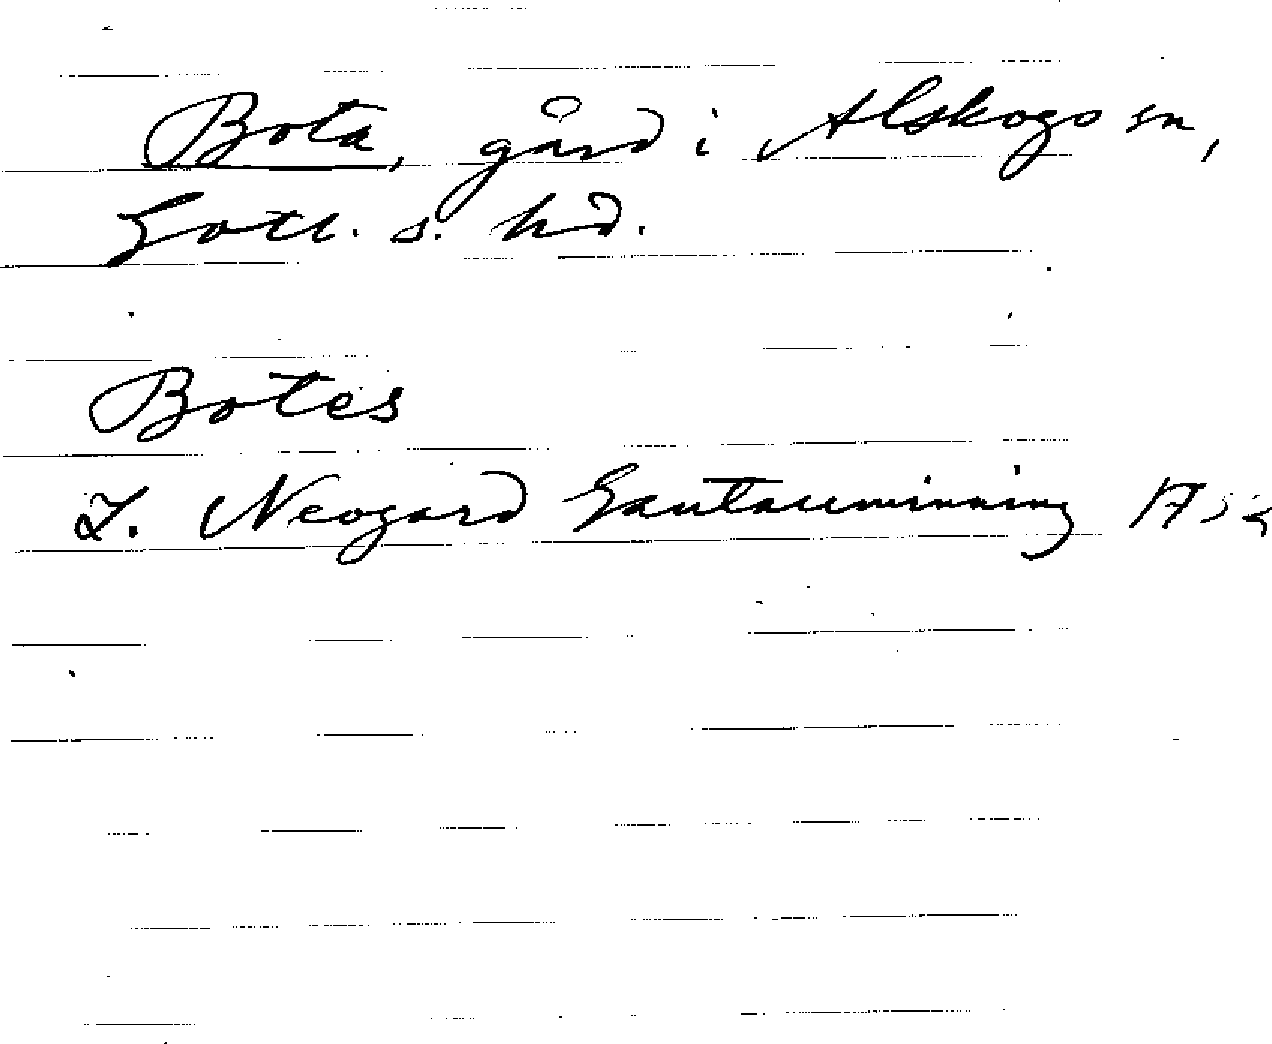 Bota, gård i Alskogs sn,
Gotl. s. hd.
Botes
L. Neogard Gautauminning 1732